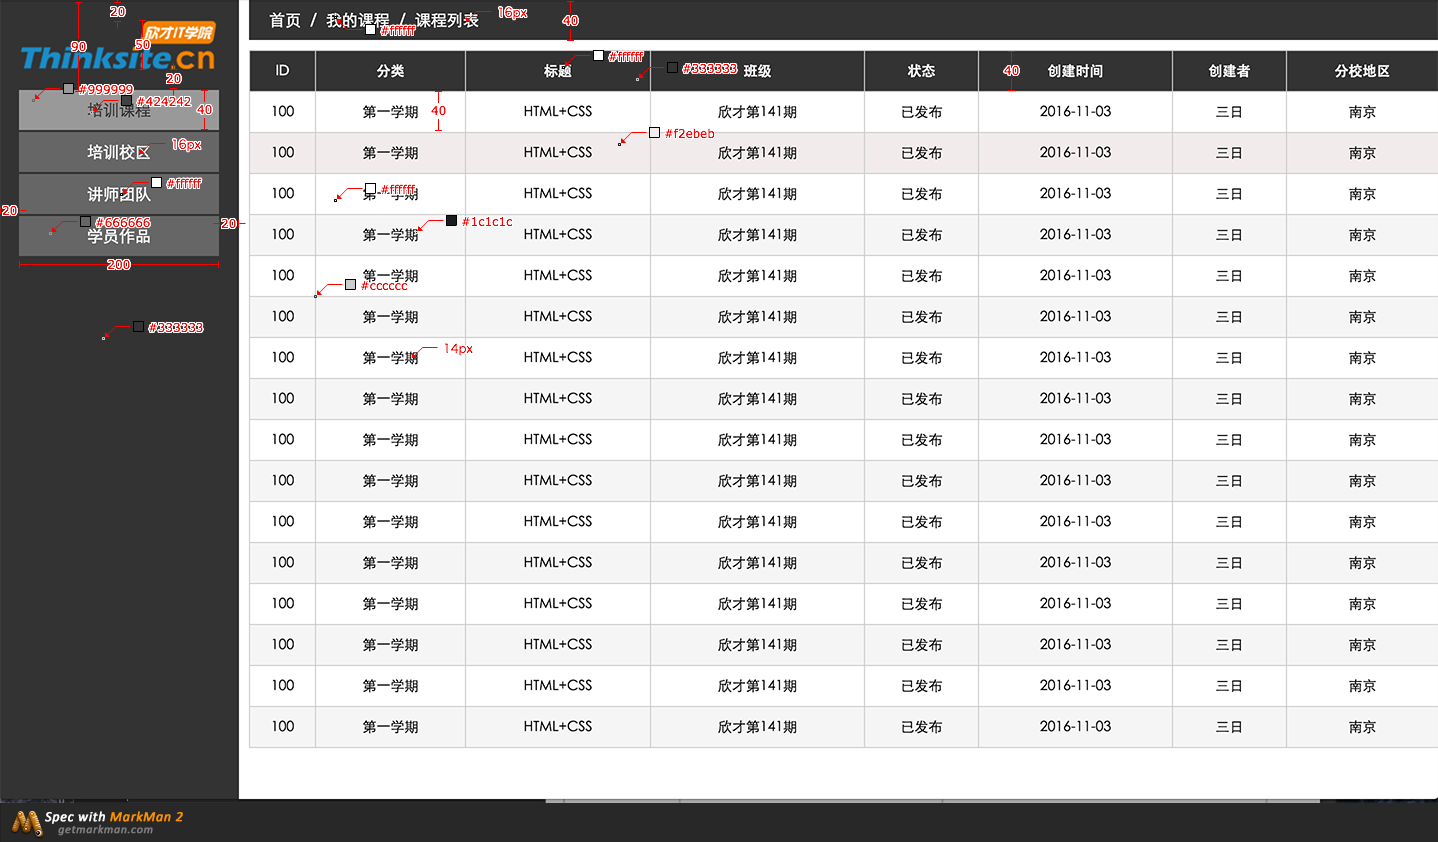 欣才IT学院
Thinksite.cn
培训课程
培训校区
讲师团队
学员作品
20
90
50
20
#999999
#424242
40
16px
#ffffff
20
20
#666666
200
#333333
首页 / 我的课程 / 课程列表
16px
40
#ffffff
#ffffff
#333333
ID 分类 标题 班级 状态 创建时间 创建者 分校地区
40
100 第一学期 HTML+CSS 欣才第141期 已发布 2016-11-03 三日 南京
40
#f2ebeb
100 第一学期 HTML+CSS 欣才第141期 已发布 2016-11-03 三日 南京
100 第一学期 HTML+CSS 欣才第141期 已发布 2016-11-03 三日 南京
#ffffff
#1c1c1c
100 第一学期 HTML+CSS 欣才第141期 已发布 2016-11-03 三日 南京
100 第一学期 HTML+CSS 欣才第141期 已发布 2016-11-03 三日 南京
#cccccc
100 第一学期 HTML+CSS 欣才第141期 已发布 2016-11-03 三日 南京
14px
100 第一学期 HTML+CSS 欣才第141期 已发布 2016-11-03 三日 南京
100 第一学期 HTML+CSS 欣才第141期 已发布 2016-11-03 三日 南京
100 第一学期 HTML+CSS 欣才第141期 已发布 2016-11-03 三日 南京
100 第一学期 HTML+CSS 欣才第141期 已发布 2016-11-03 三日 南京
100 第一学期 HTML+CSS 欣才第141期 已发布 2016-11-03 三日 南京
100 第一学期 HTML+CSS 欣才第141期 已发布 2016-11-03 三日 南京
100 第一学期 HTML+CSS 欣才第141期 已发布 2016-11-03 三日 南京
100 第一学期 HTML+CSS 欣才第141期 已发布 2016-11-03 三日 南京
100 第一学期 HTML+CSS 欣才第141期 已发布 2016-11-03 三日 南京
100 第一学期 HTML+CSS 欣才第141期 已发布 2016-11-03 三日 南京
Spec with MarkMan 2
getmarkman.com